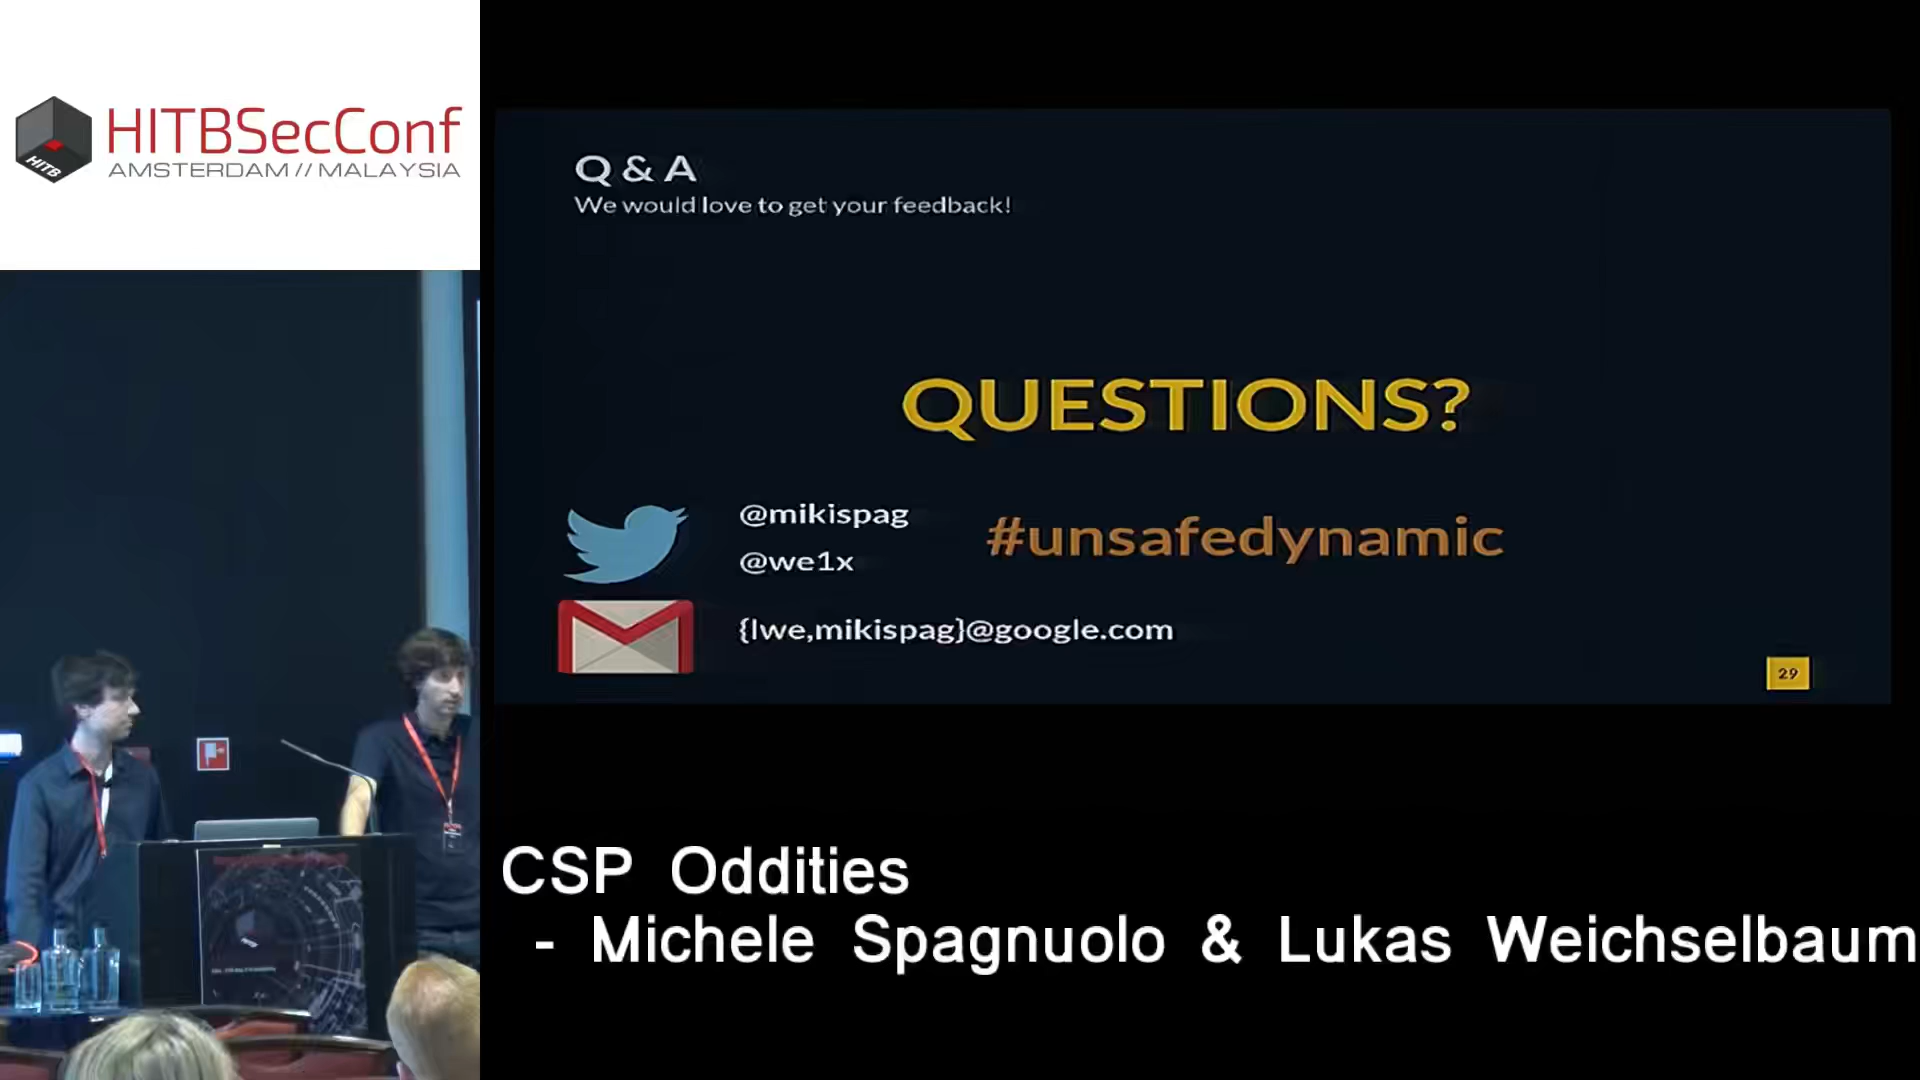 HITBSecConf
AMSTERDAM // MALAYSIA
HITB
Q & A
We would love to get your feedback!
QUESTIONS?
@mikispag
@we1x
#unsafedynamic
{lwe,mikispag}@google.com
29
CSP Oddities
- Michele Spagnuolo & Lukas Weichselbaum